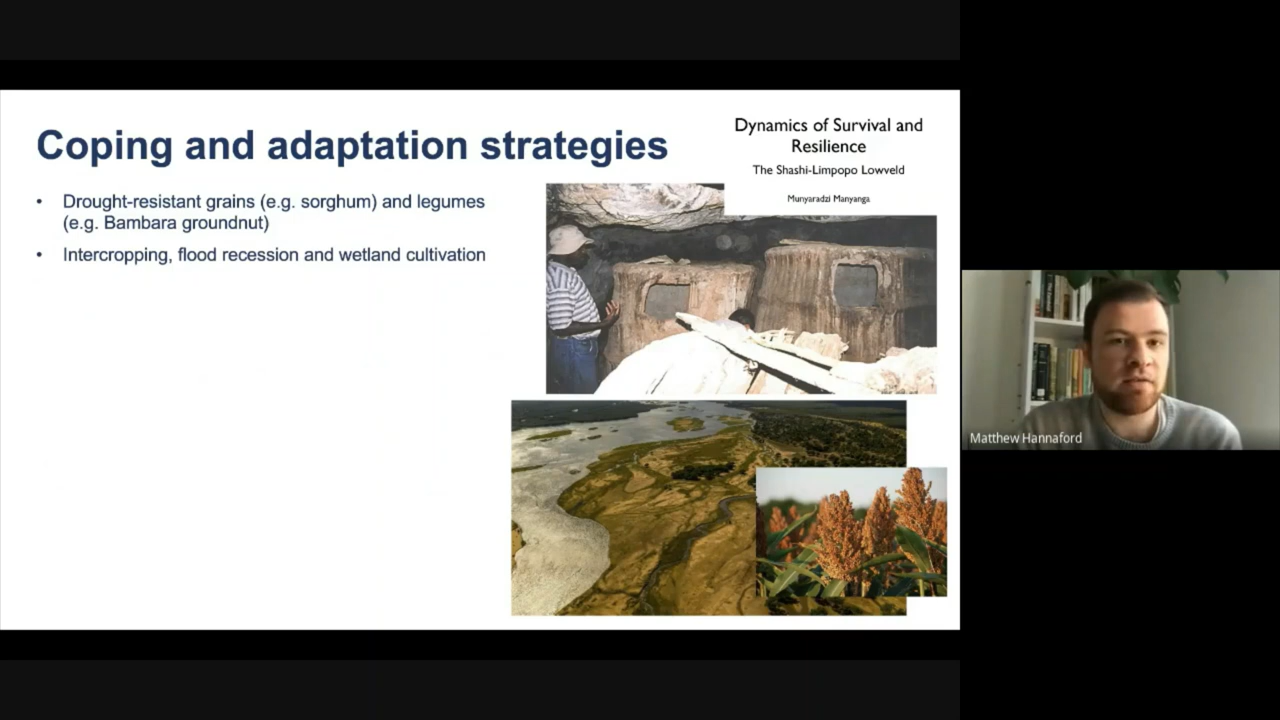 Coping and adaptation strategies
• Drought-resistant grains (e.g. sorghum) and legumes
(e.g. Bambara groundnut)
• Intercropping, flood recession and wetland cultivation
Dynamics of Survival and
Resilience
The Shashi-Limpopo Lowveld
Munyaradzi Manyanga
Matthew Hannaford